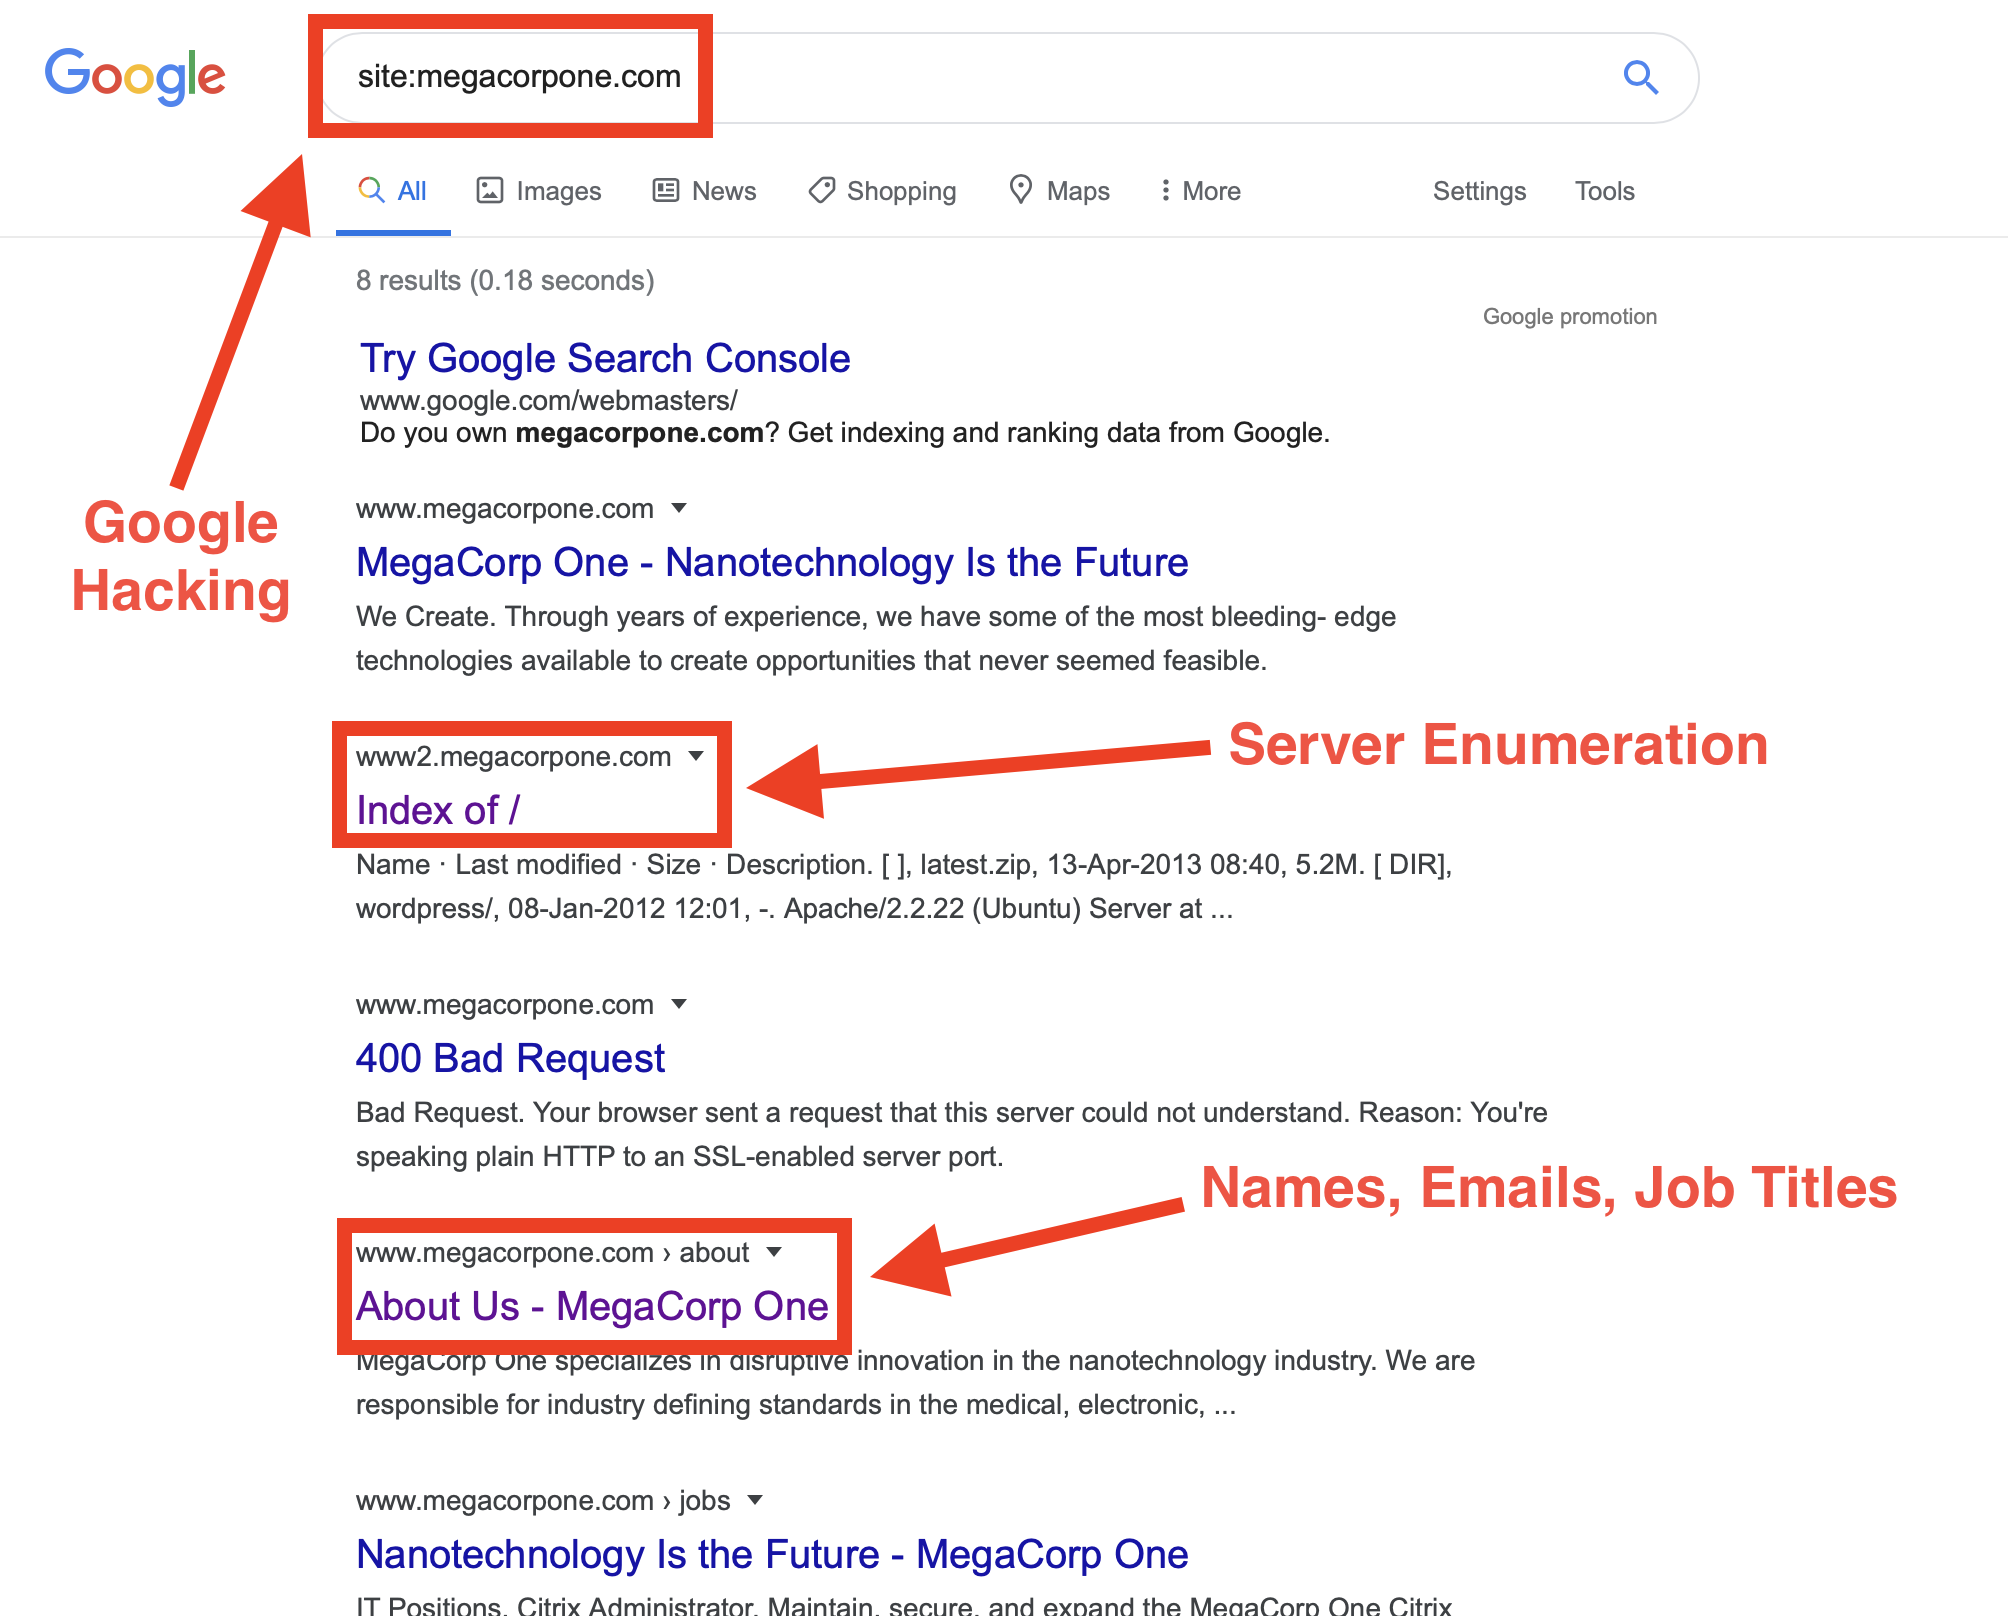 Google
site:megacorpone.com
All Images News Shopping Maps More Settings Tools
8 results (0.18 seconds)
Google promotion
Try Google Search Console
www.google.com/webmasters/
Do you own megacorpone.com? Get indexing and ranking data from Google.
www.megacorpone.com
Google
Hacking
MegaCorp One - Nanotechnology Is the Future
We Create. Through years of experience, we have some of the most bleeding- edge
technologies available to create opportunities that never seemed feasible.
Server Enumeration
www2.megacorpone.com
Index of /
Name · Last modified · Size · Description. [ ], latest.zip, 13-Apr-2013 08:40, 5.2M. [ DIR],
wordpress/, 08-Jan-2012 12:01, -. Apache/2.2.22 (Ubuntu) Server at ...
www.megacorpone.com
400 Bad Request
Bad Request. Your browser sent a request that this server could not understand. Reason: You're
speaking plain HTTP to an SSL-enabled server port.
Names, Emails, Job Titles
www.megacorpone.com › about
About Us - MegaCorp One
MegaCorp One specializes in disruptive innovation in the nanotechnology industry. We are
responsible for industry defining standards in the medical, electronic, ...
www.megacorpone.com › jobs
Nanotechnology Is the Future - MegaCorp One
IT Positions. Citrix Administrator. Maintain, secure, and expand the MegaCorp One Citrix